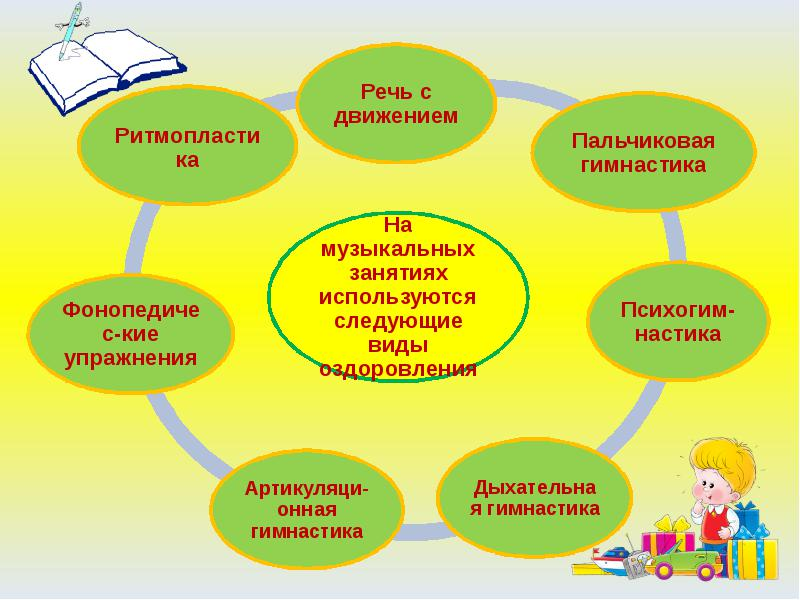 Речь с
движением
Пальчиковая
гимнастика
Психогим-
настика
Дыхательна
я гимнастика
Артикуляци-
онная
гимнастика
Фонопедиче
с-кие
упражнения
Ритмопласти
ка
На
музыкальных
занятиях
используются
следующие
виды
оздоровления